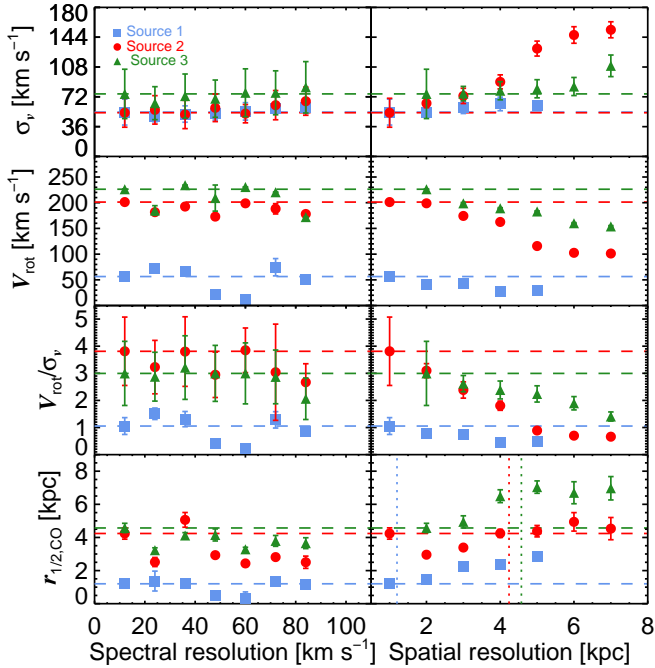 180
144
108
72
36
0
σᵥ [km s⁻¹]
Source 1
Source 2
Source 3
250
200
150
100
50
0
V_rot [km s⁻¹]
5
4
3
2
1
0
V_rot/σᵥ
8
6
4
2
0
r_1/2,CO [kpc]
0 20 40 60 80 100
Spectral resolution [km s⁻¹]
2 4 6 8
Spatial resolution [kpc]